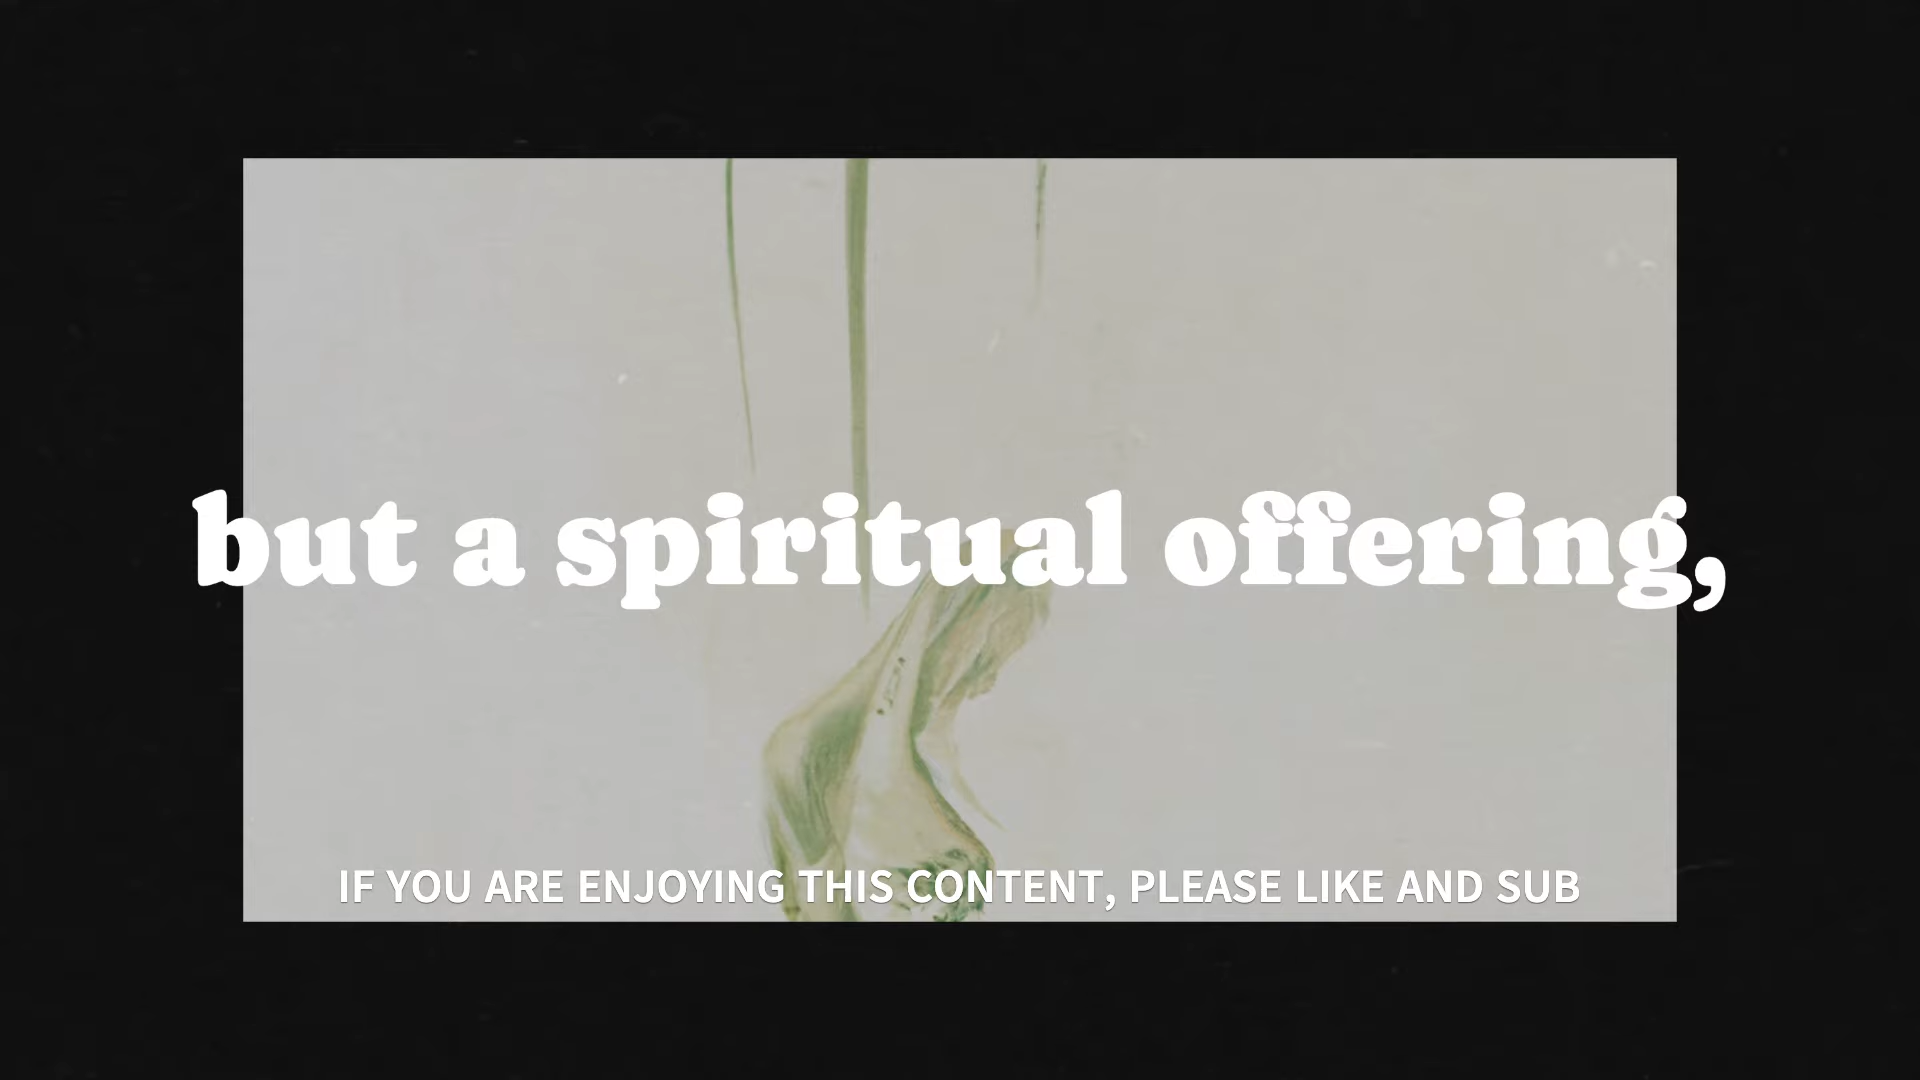 but a spiritual offering,
IF YOU ARE ENJOYING THIS CONTENT, PLEASE LIKE AND SUB